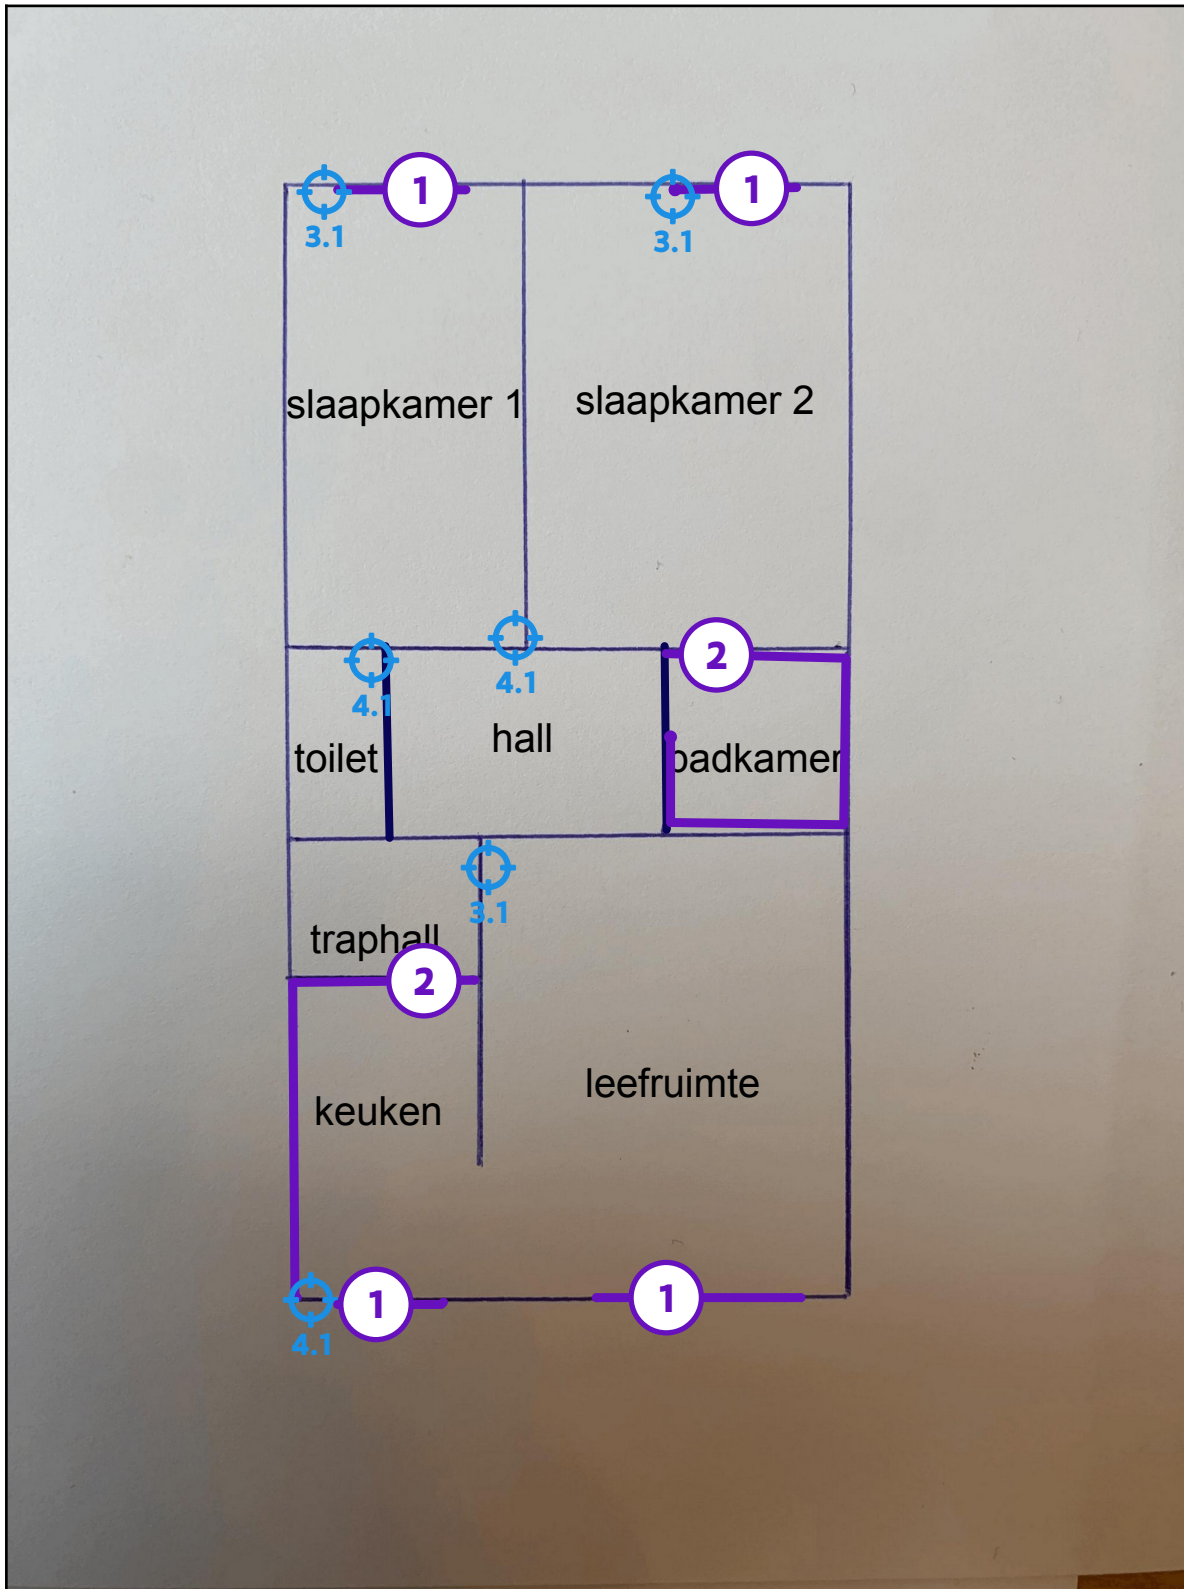 1
1
3.1
3.1
slaapkamer 1
slaapkamer 2
2
4.1
4.1
hall
toilet
badkamer
3.1
traphall
2
leefruimte
keuken
1
1
4.1